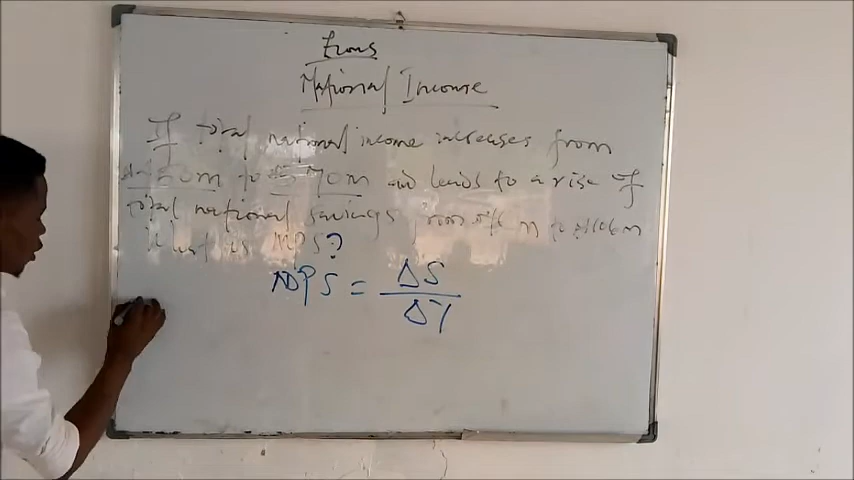 Econs
National Income
If total national income increases from
to 70m and leads to a rise of
total national savings from m to m
what is MPS?
MPS = ΔS
ΔY